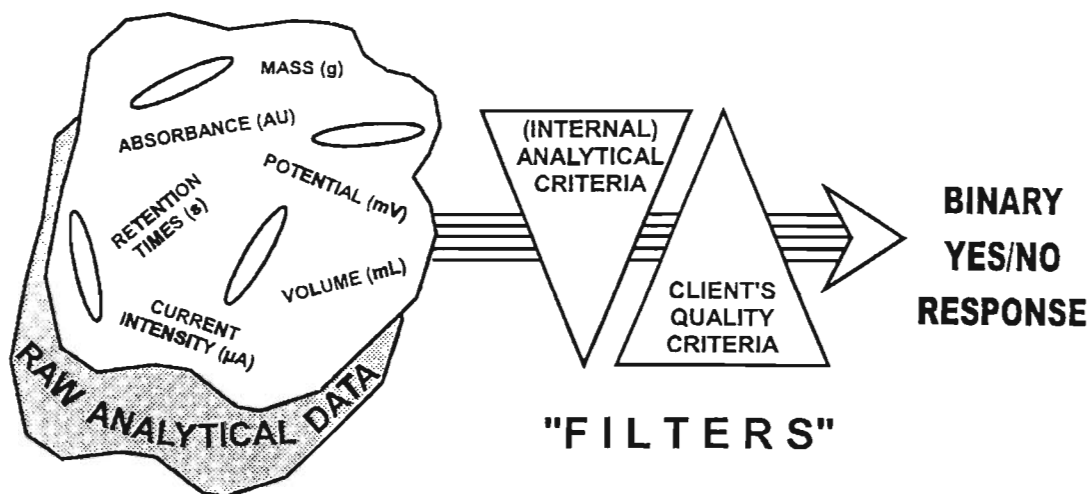 MASS (g)
ABSORBANCE (AU)
POTENTIAL (mV)
RETENTION
TIMES (s)
VOLUME (mL)
CURRENT
INTENSITY (µA)
RAW ANALYTICAL DATA
(INTERNAL)
ANALYTICAL
CRITERIA
CLIENT'S
QUALITY
CRITERIA
"FILTERS"
BINARY
YES/NO
RESPONSE